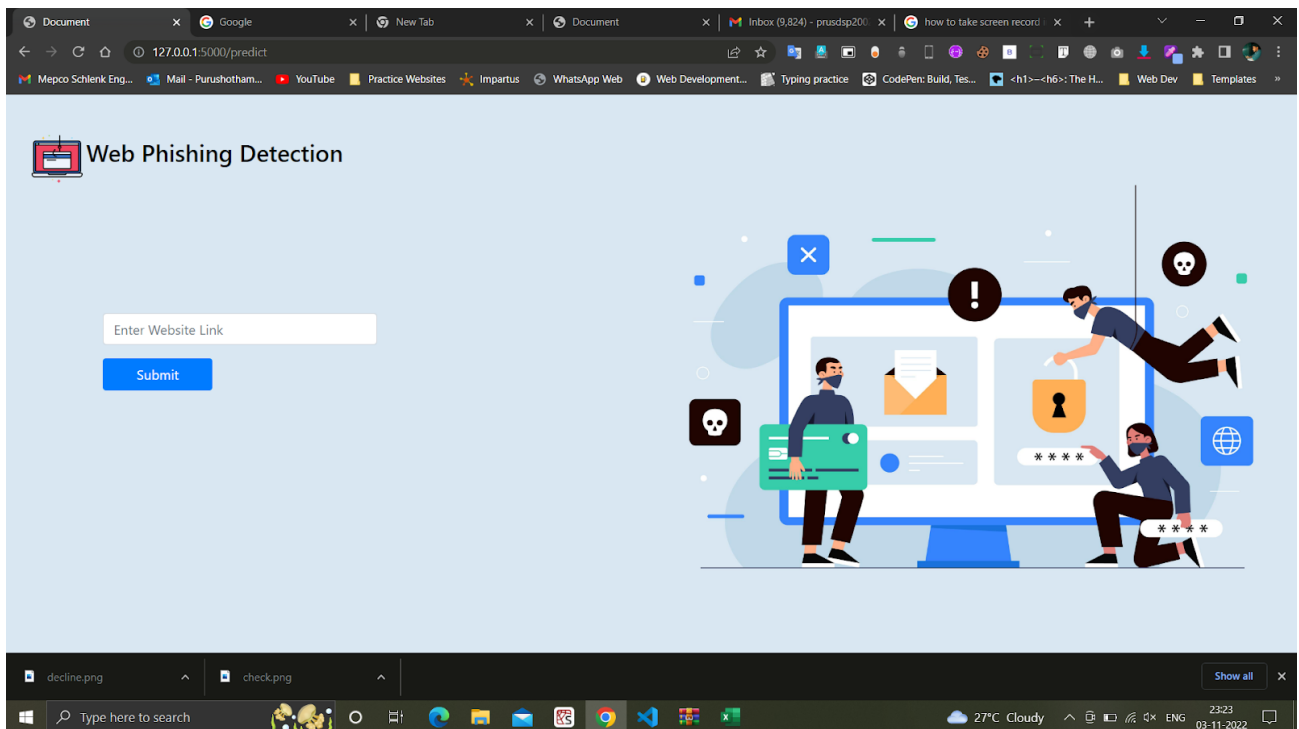 Document
Google
New Tab
Document
Inbox (9,824) - prusdsp200
how to take screen record
127.0.0.1:5000/predict
Mepco Schlenk Eng...
Mail - Purushotham...
YouTube
Practice Websites
Impartus
WhatsApp Web
Web Development...
Typing practice
CodePen: Build, Tes...
<h1>–<h6>: The H...
Web Dev
Templates
»
Web Phishing Detection
Enter Website Link
Submit
!
* * * *
* * * *
decline.png
check.png
Show all
Type here to search
27°C Cloudy
ENG
23:23
03-11-2022